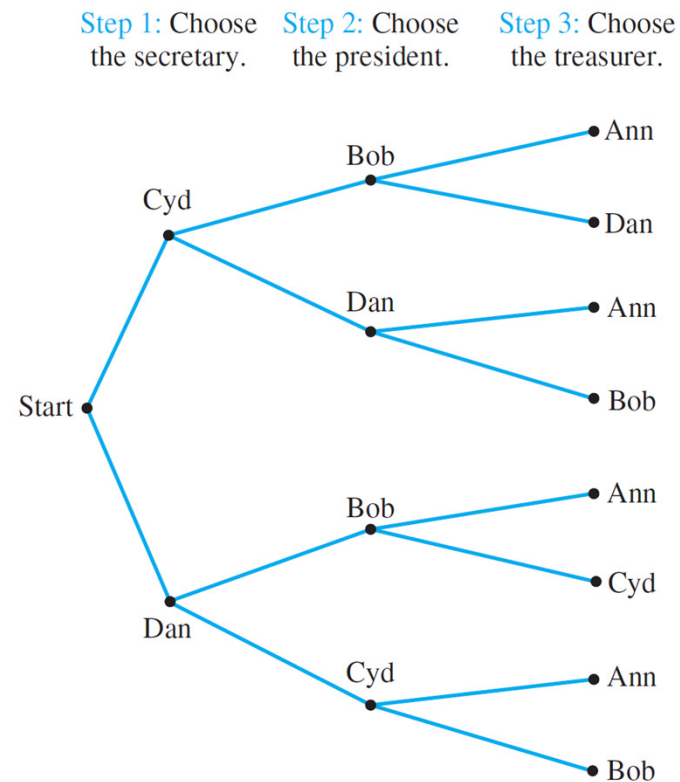 Step 1: Choose the secretary.
Step 2: Choose the president.
Step 3: Choose the treasurer.
Ann
Bob
Cyd
Dan
Dan
Ann
Start
Bob
Bob
Ann
Cyd
Dan
Cyd
Ann
Bob